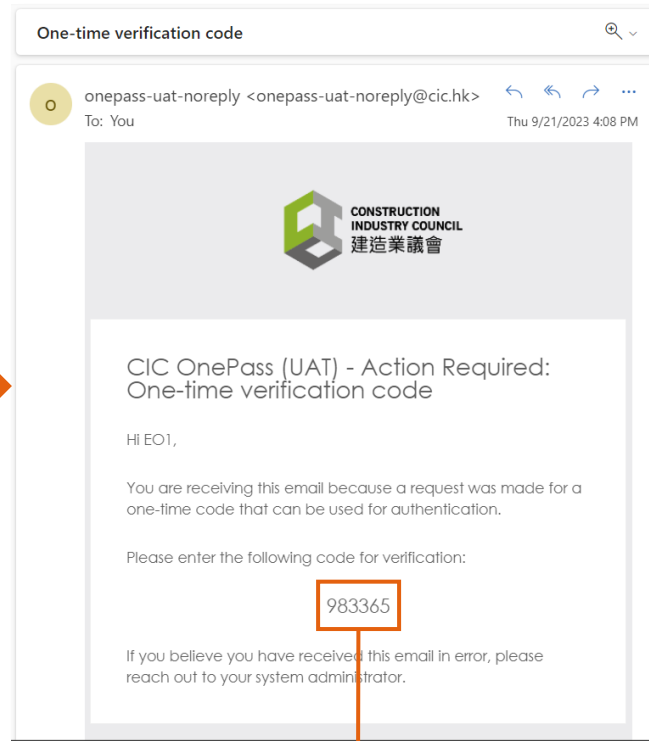 One-time verification code
O
onepass-uat-noreply <onepass-uat-noreply@cic.hk>
To: You
Thu 9/21/2023 4:08 PM
CONSTRUCTION
INDUSTRY COUNCIL
建造業議會
CIC OnePass (UAT) - Action Required:
One-time verification code
Hi EO1,
You are receiving this email because a request was made for a
one-time code that can be used for authentication.
Please enter the following code for verification:
983365
If you believe you have received this email in error, please
reach out to your system administrator.